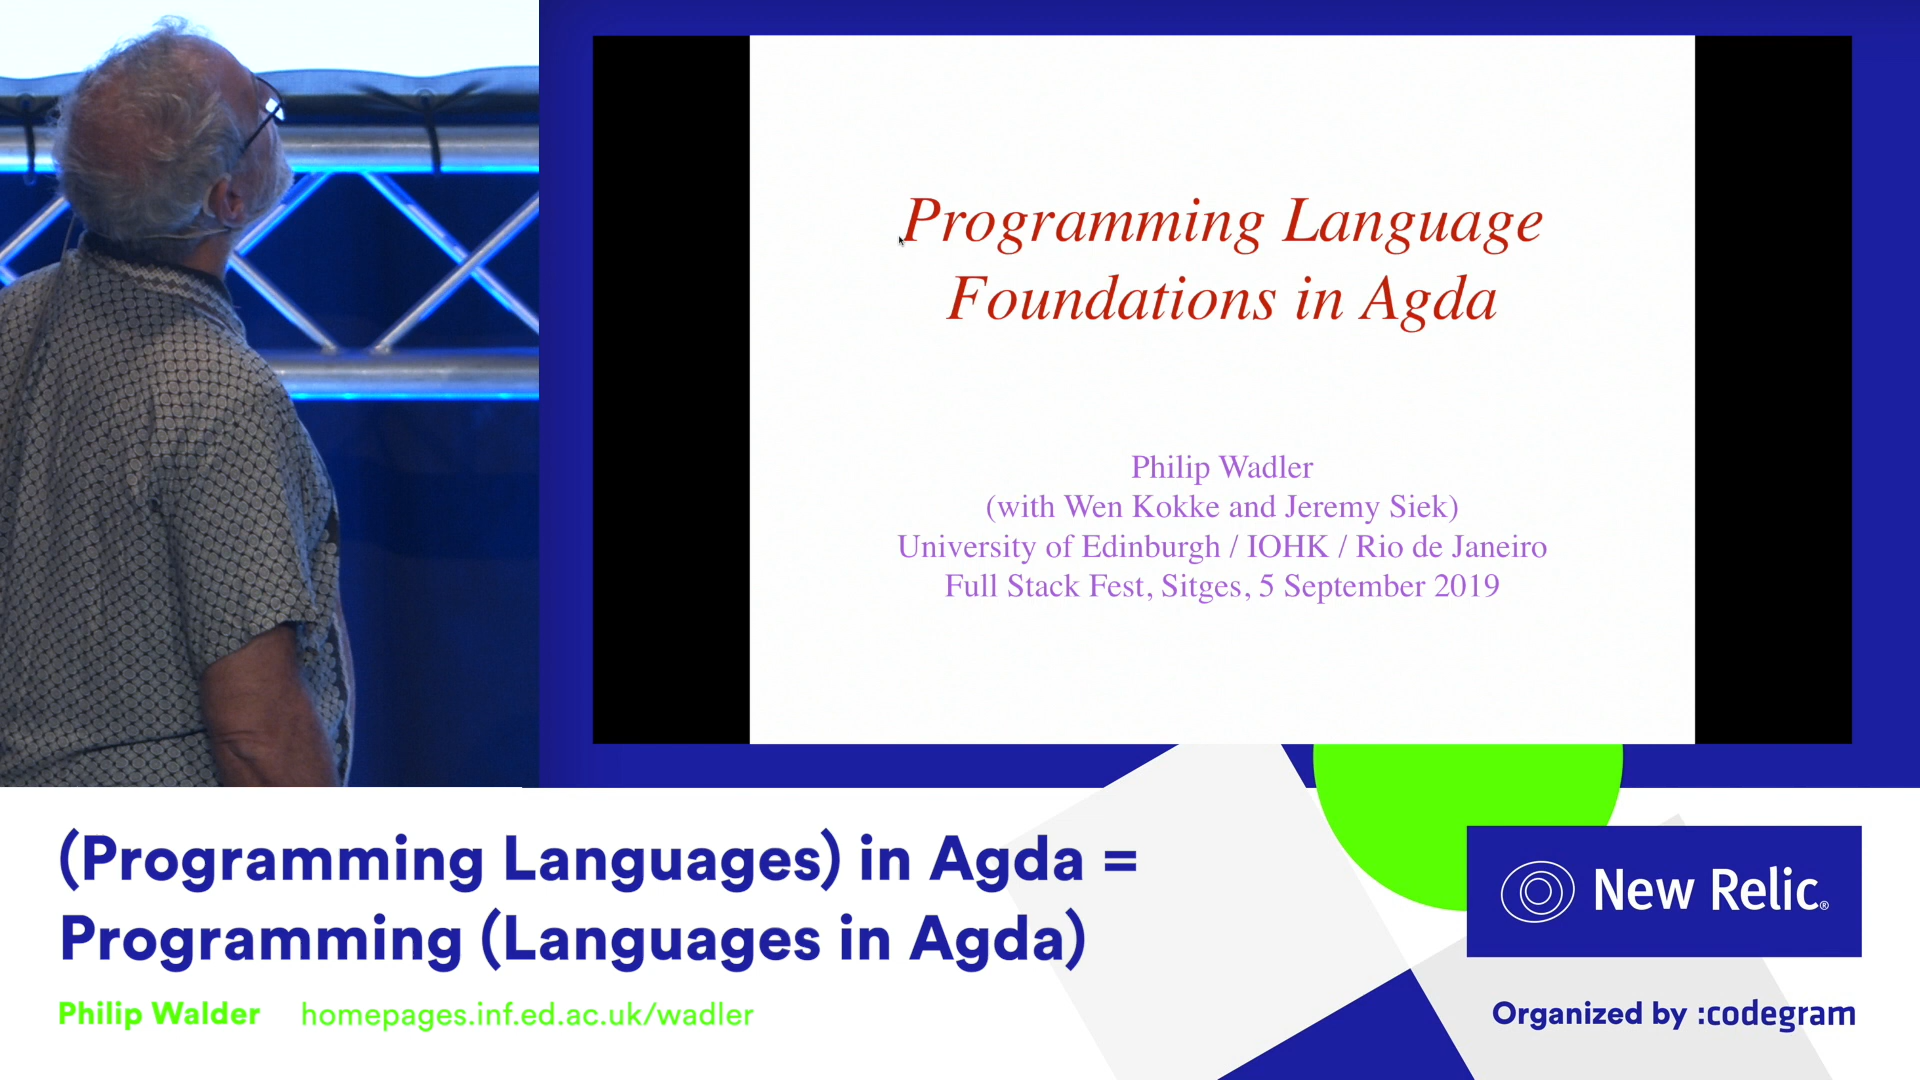 Programming Language
Foundations in Agda
Philip Wadler
(with Wen Kokke and Jeremy Siek)
University of Edinburgh / IOHK / Rio de Janeiro
Full Stack Fest, Sitges, 5 September 2019
(Programming Languages) in Agda =
Programming (Languages in Agda)
Philip Walder homepages.inf.ed.ac.uk/wadler
New Relic®
Organized by :codegram